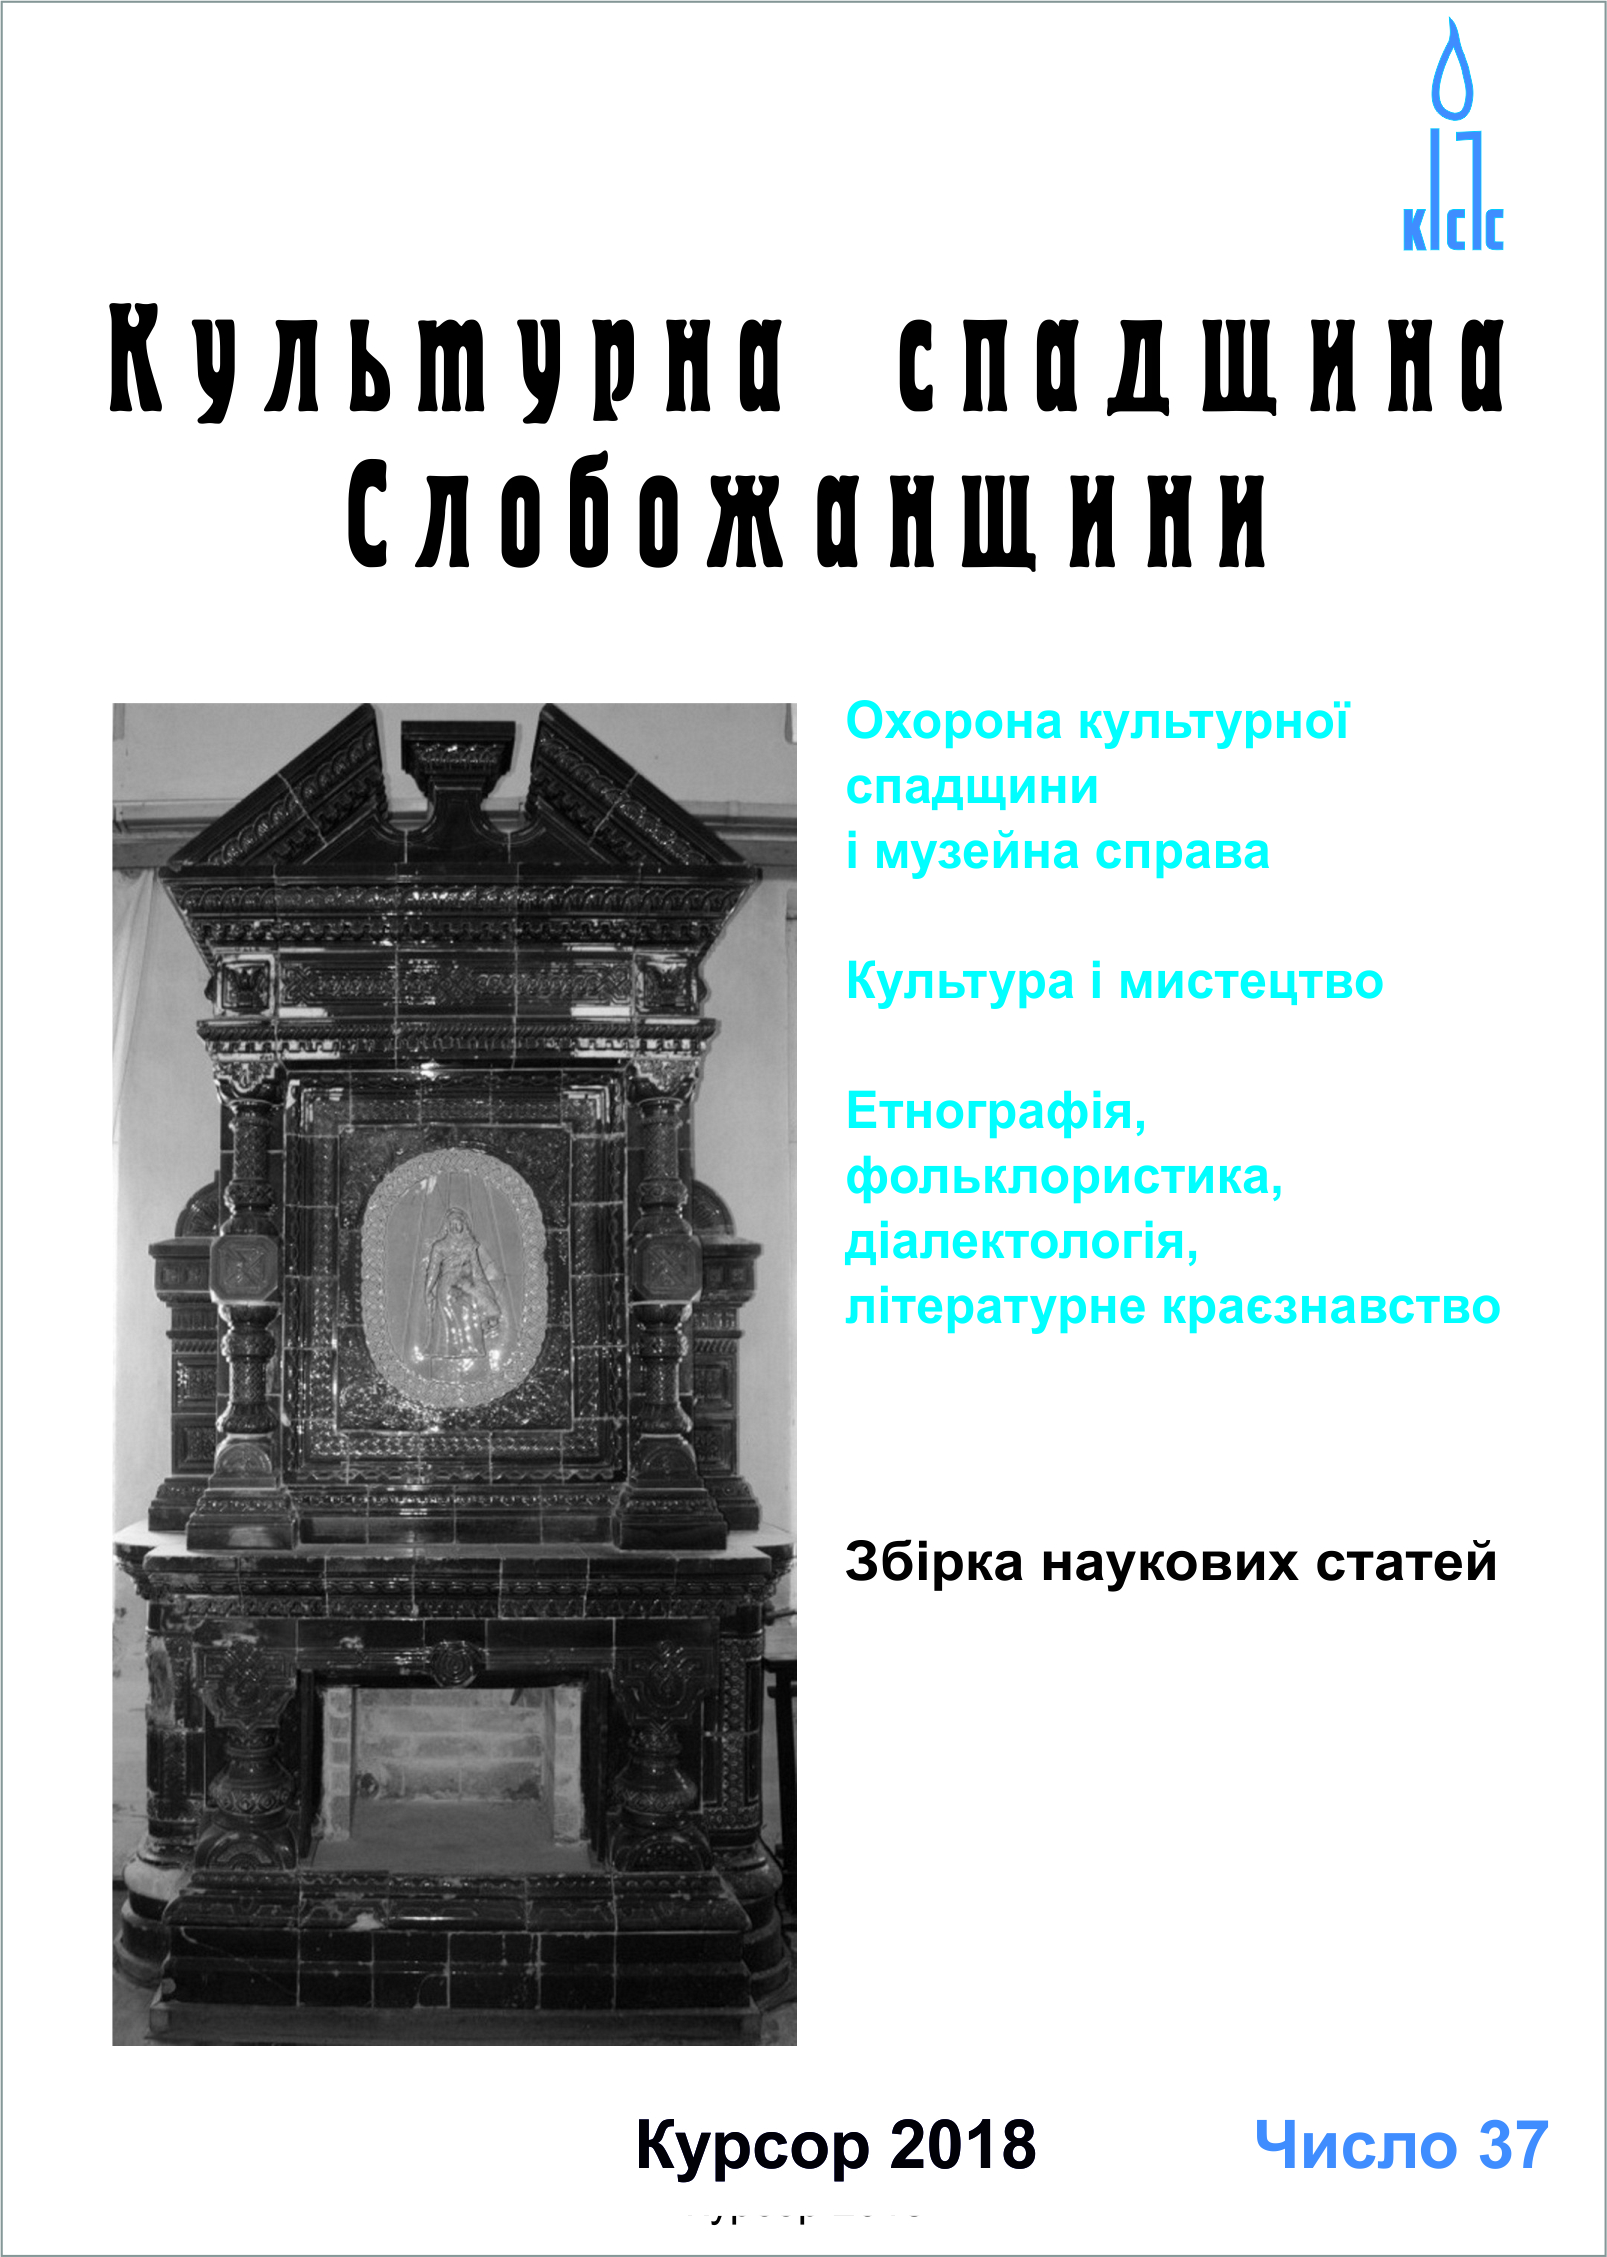 КСС
Культурна спадщина
Слобожанщини
Охорона культурної
спадщини
і музейна справа
Культура і мистецтво
Етнографія,
фольклористика,
діалектологія,
літературне краєзнавство
Збірка наукових статей
Курсор 2018
Число 37